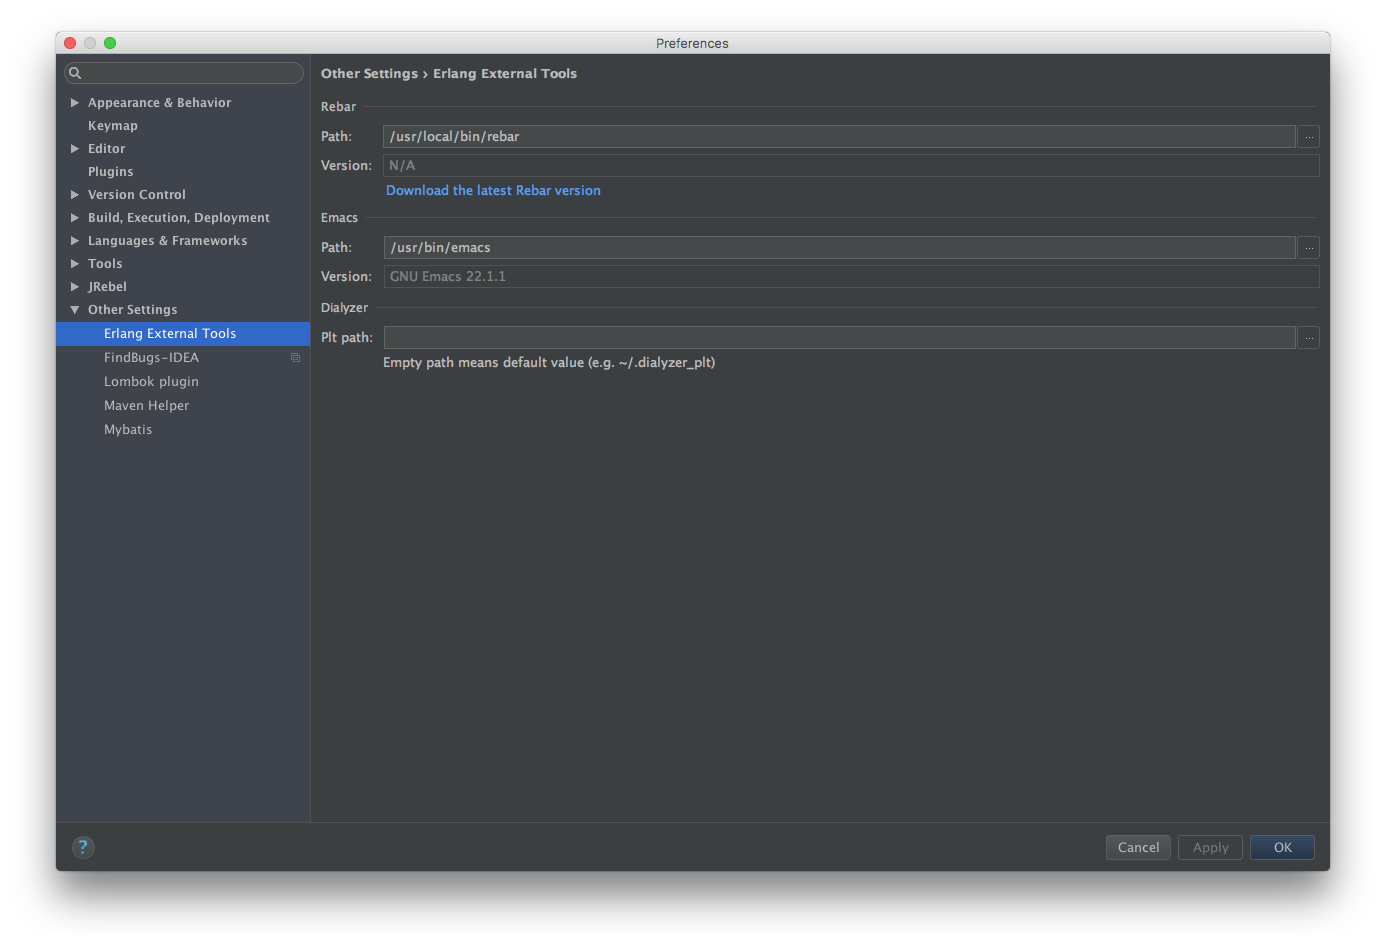 Preferences
Other Settings › Erlang External Tools
Appearance & Behavior
Keymap
Editor
Plugins
Version Control
Build, Execution, Deployment
Languages & Frameworks
Tools
JRebel
Other Settings
Erlang External Tools
FindBugs-IDEA
Lombok plugin
Maven Helper
Mybatis
Rebar
Path: /usr/local/bin/rebar ...
Version: N/A
Download the latest Rebar version
Emacs
Path: /usr/bin/emacs ...
Version: GNU Emacs 22.1.1
Dialyzer
Plt path: ...
Empty path means default value (e.g. ~/.dialyzer_plt)
? Cancel Apply OK